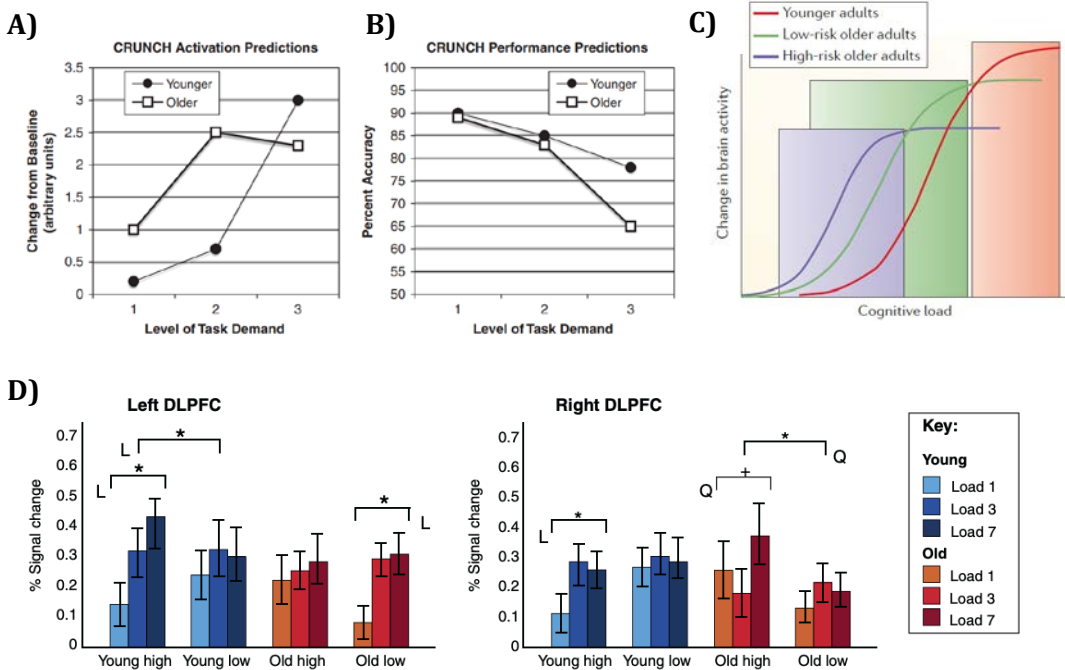 A)
CRUNCH Activation Predictions
Change from Baseline
(arbitrary units)
3.5
3
2.5
2
1.5
1
0.5
0
Younger
Older
1 2 3
Level of Task Demand
B)
CRUNCH Performance Predictions
Percent Accuracy
100
95
90
85
80
75
70
65
60
55
50
Younger
Older
1 2 3
Level of Task Demand
C)
Younger adults
Low-risk older adults
High-risk older adults
Change in brain activity
Cognitive load
D)
Left DLPFC
% Signal change
0.7
0.6
0.5
0.4
0.3
0.2
0.1
0
L
*
L
*
*
L
Young high Young low Old high Old low
Right DLPFC
% Signal change
0.7
0.6
0.5
0.4
0.3
0.2
0.1
0
*
Q
+
Q
*
L
Young high Young low Old high Old low
Key:
Young
Load 1
Load 3
Load 7
Old
Load 1
Load 3
Load 7